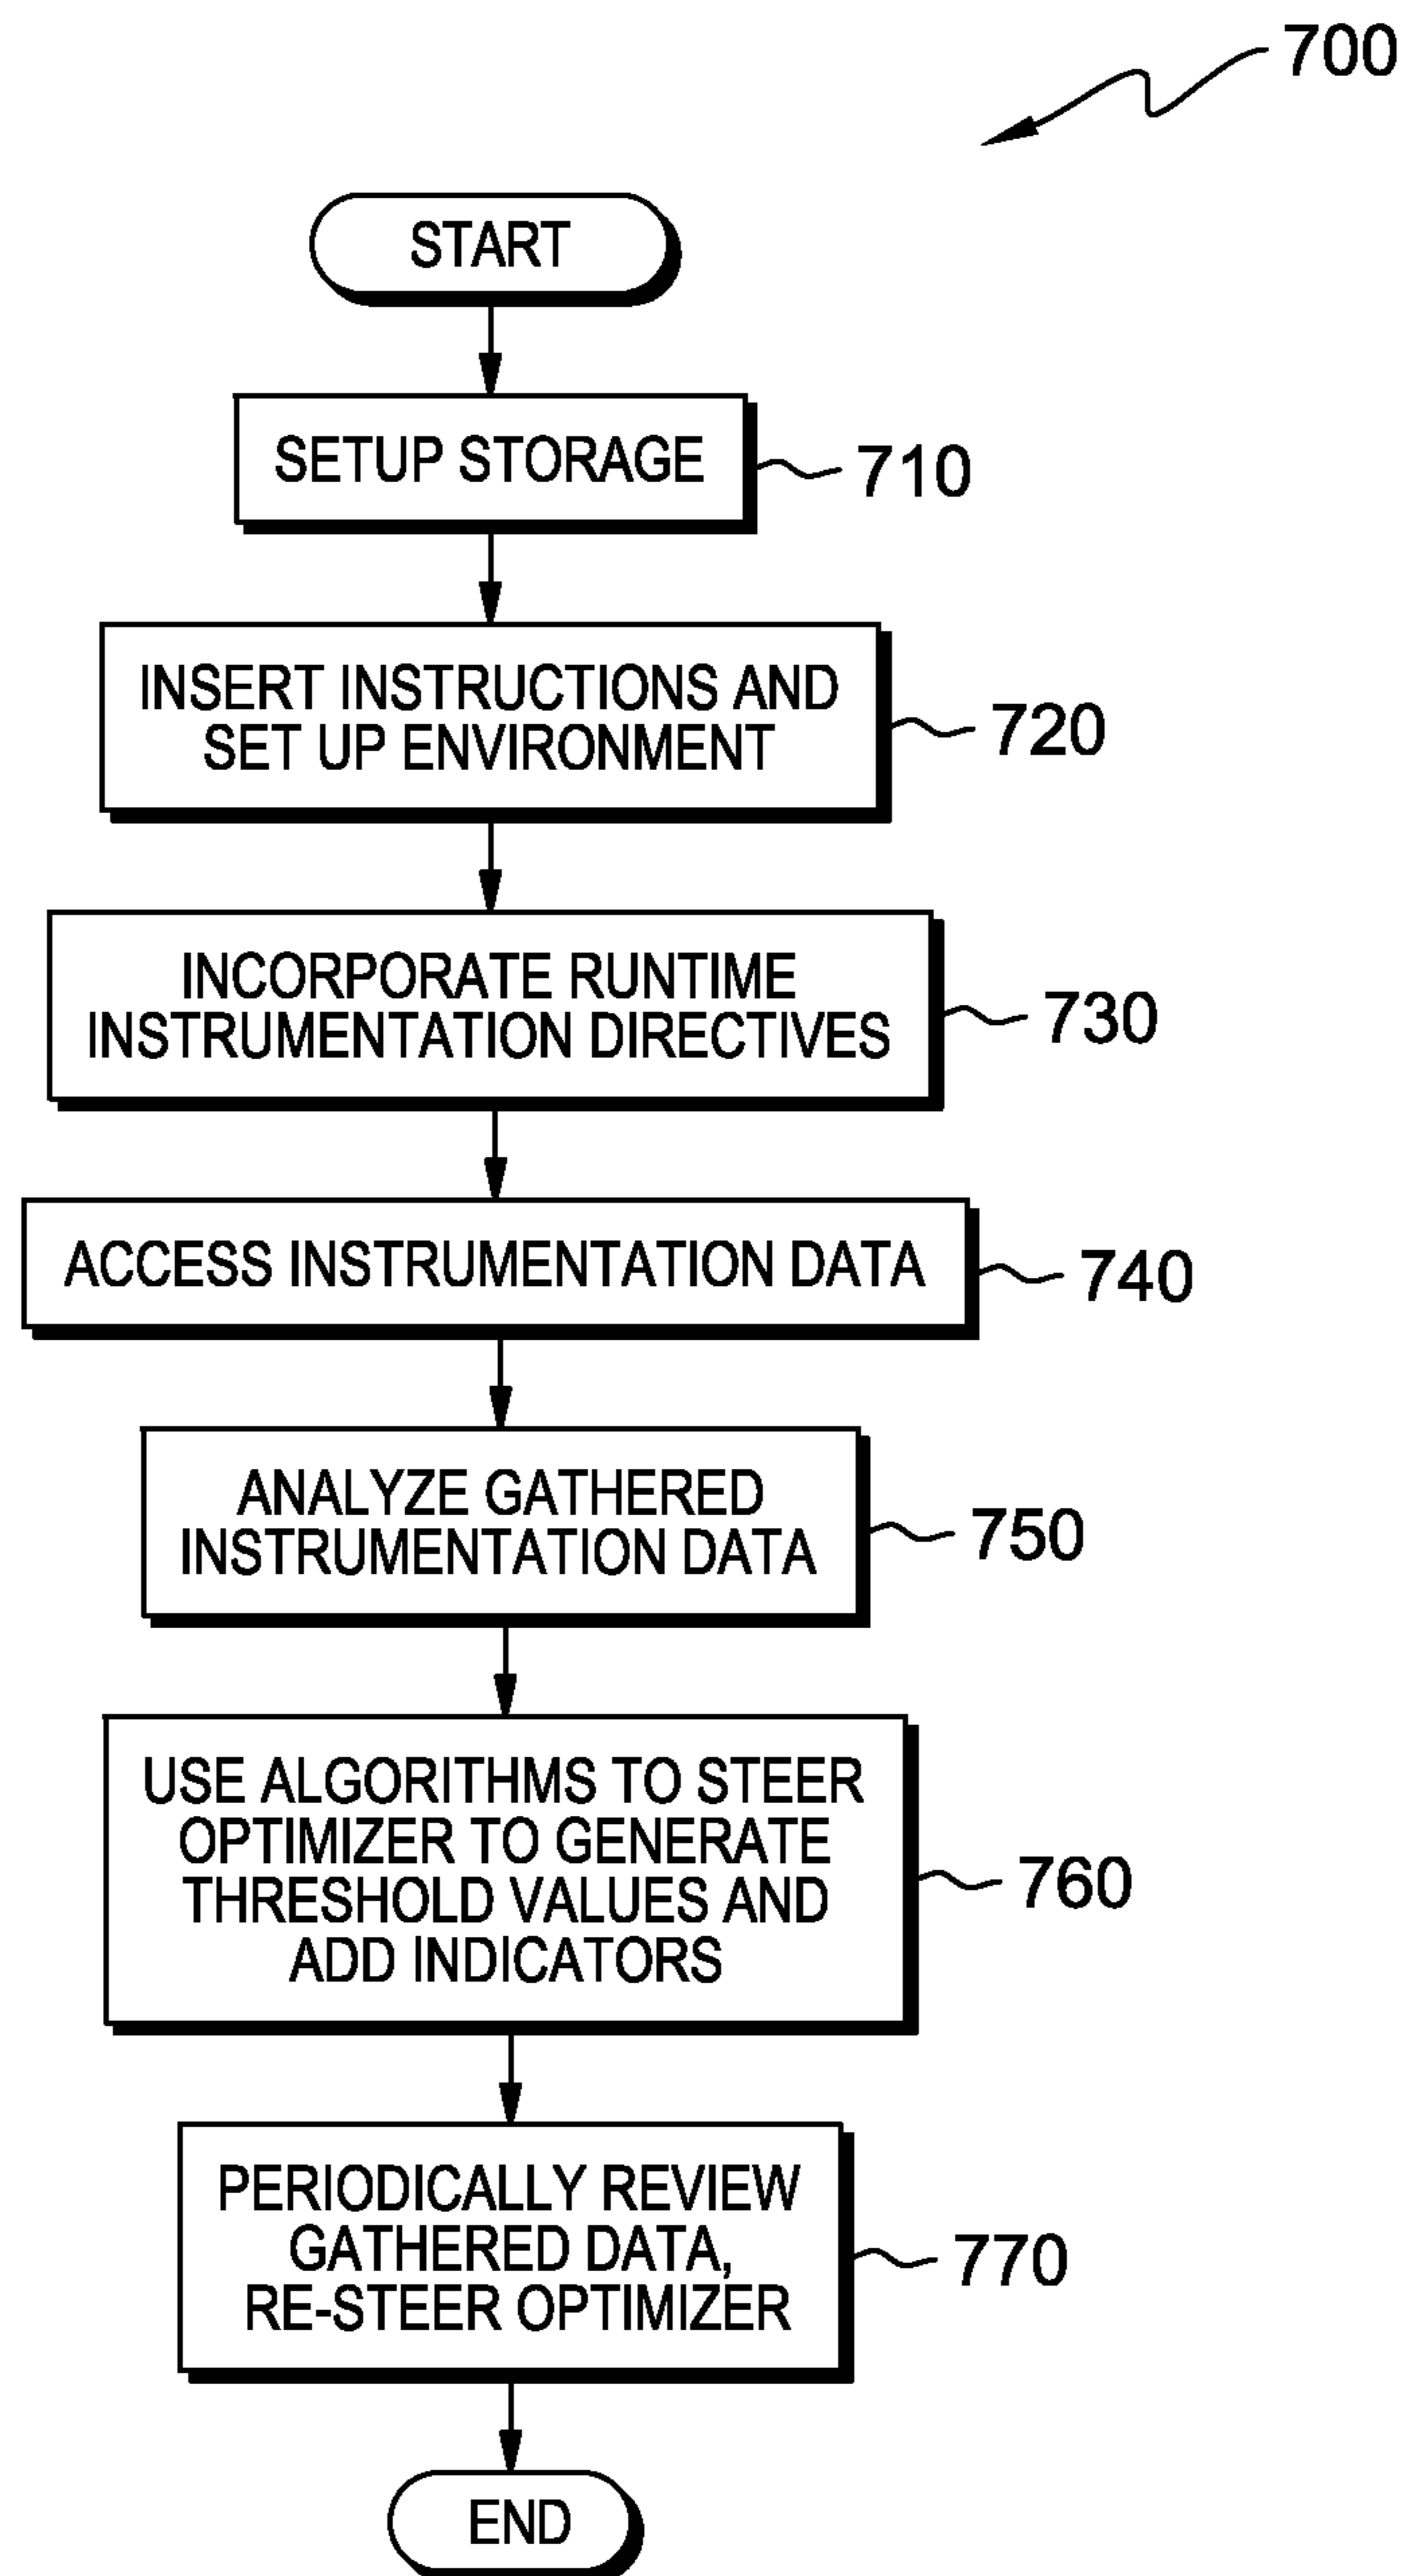 700
START
SETUP STORAGE
710
INSERT INSTRUCTIONS AND
SET UP ENVIRONMENT
720
INCORPORATE RUNTIME
INSTRUMENTATION DIRECTIVES
730
ACCESS INSTRUMENTATION DATA
740
ANALYZE GATHERED
INSTRUMENTATION DATA
750
USE ALGORITHMS TO STEER
OPTIMIZER TO GENERATE
THRESHOLD VALUES AND
ADD INDICATORS
760
PERIODICALLY REVIEW
GATHERED DATA,
RE-STEER OPTIMIZER
770
END